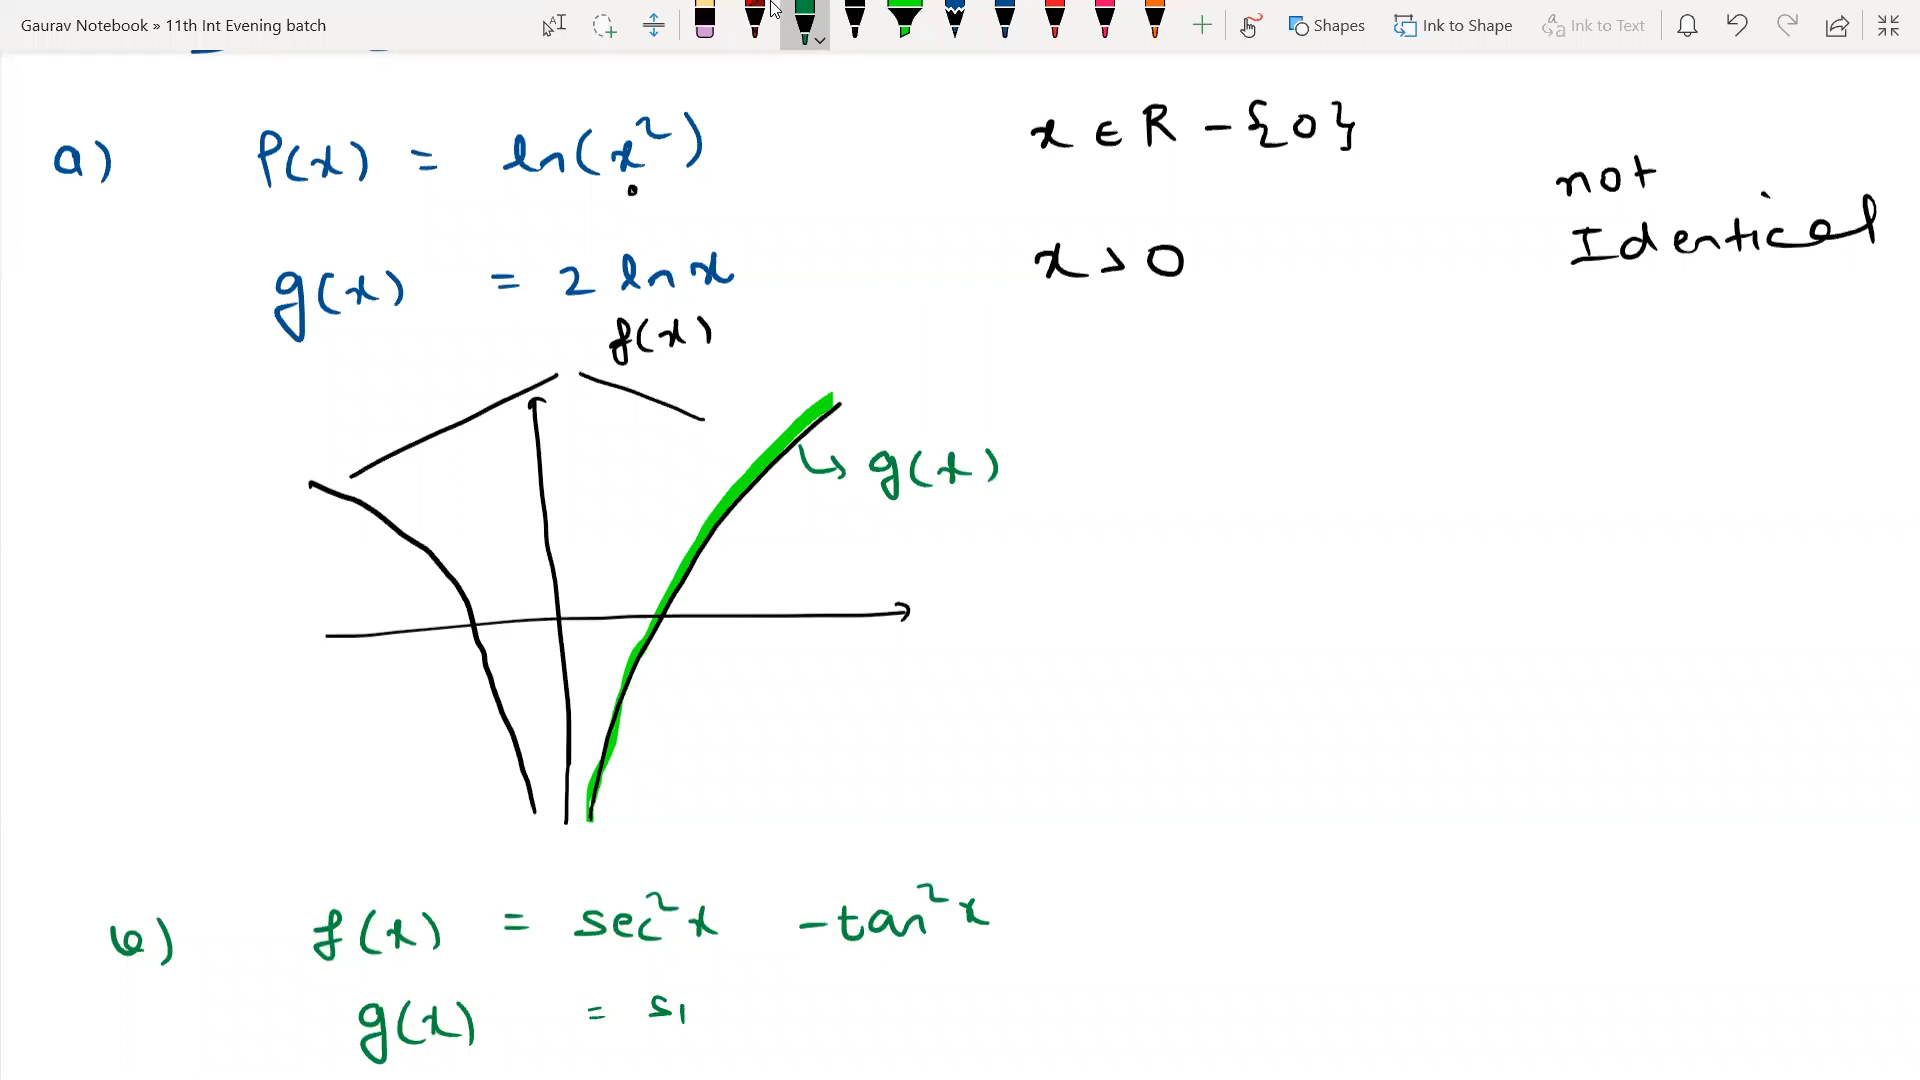 Gaurav Notebook » 11th Int Evening batch
Shapes
Ink to Shape
Ink to Text
a) f(x) = ln(x²) x ∈ R - {0}
not
Identical
g(x) = 2 ln x x > 0
f(x)
g(x)
b) f(x) = sec²x - tan²x
g(x) = si